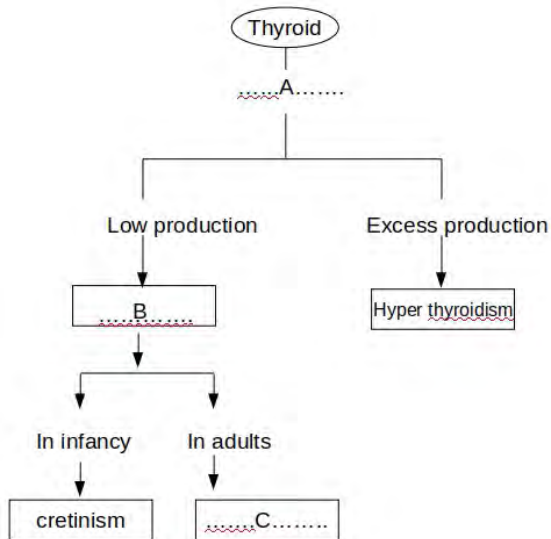 Thyroid
......A.......
Low production
Excess production
...B..........
Hyper thyroidism
In infancy
In adults
cretinism
.......C........